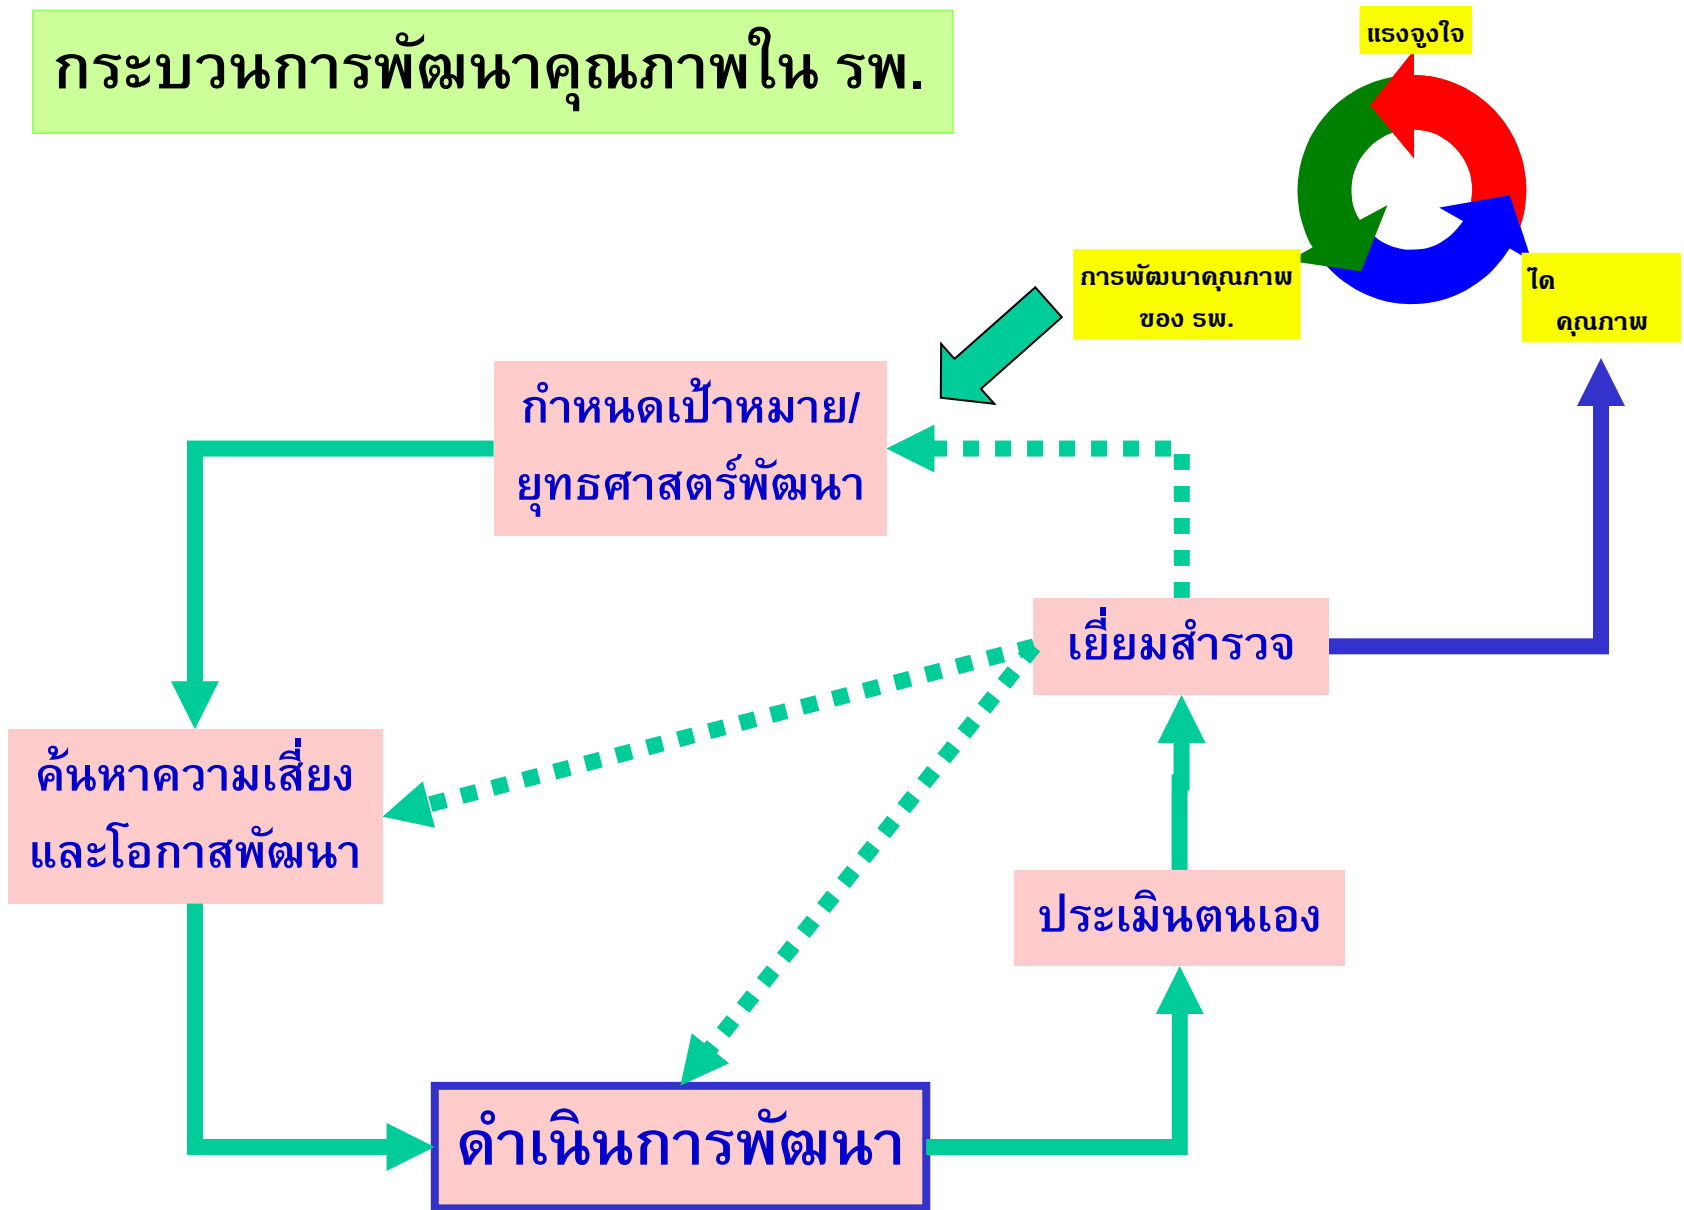 กระบวนการพัฒนาคุณภาพใน รพ.
แรงจูงใจ
การพัฒนาคุณภาพ
ของ รพ.
ได
คุณภาพ
กำหนดเป้าหมาย/
ยุทธศาสตร์พัฒนา
เยี่ยมสำรวจ
ค้นหาความเสี่ยง
และโอกาสพัฒนา
ประเมินตนเอง
ดำเนินการพัฒนา